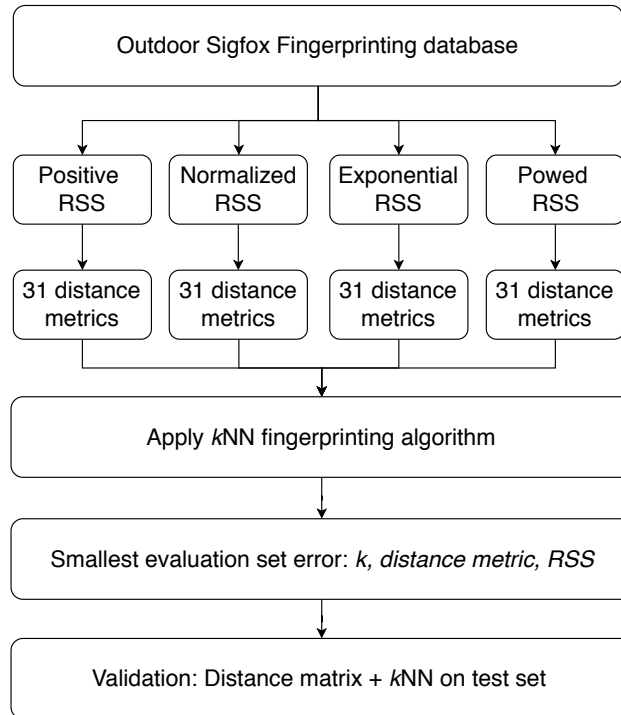 Outdoor Sigfox Fingerprinting database
Positive
RSS
Normalized
RSS
Exponential
RSS
Powed
RSS
31 distance
metrics
31 distance
metrics
31 distance
metrics
31 distance
metrics
Apply kNN fingerprinting algorithm
Smallest evaluation set error: k, distance metric, RSS
Validation: Distance matrix + kNN on test set